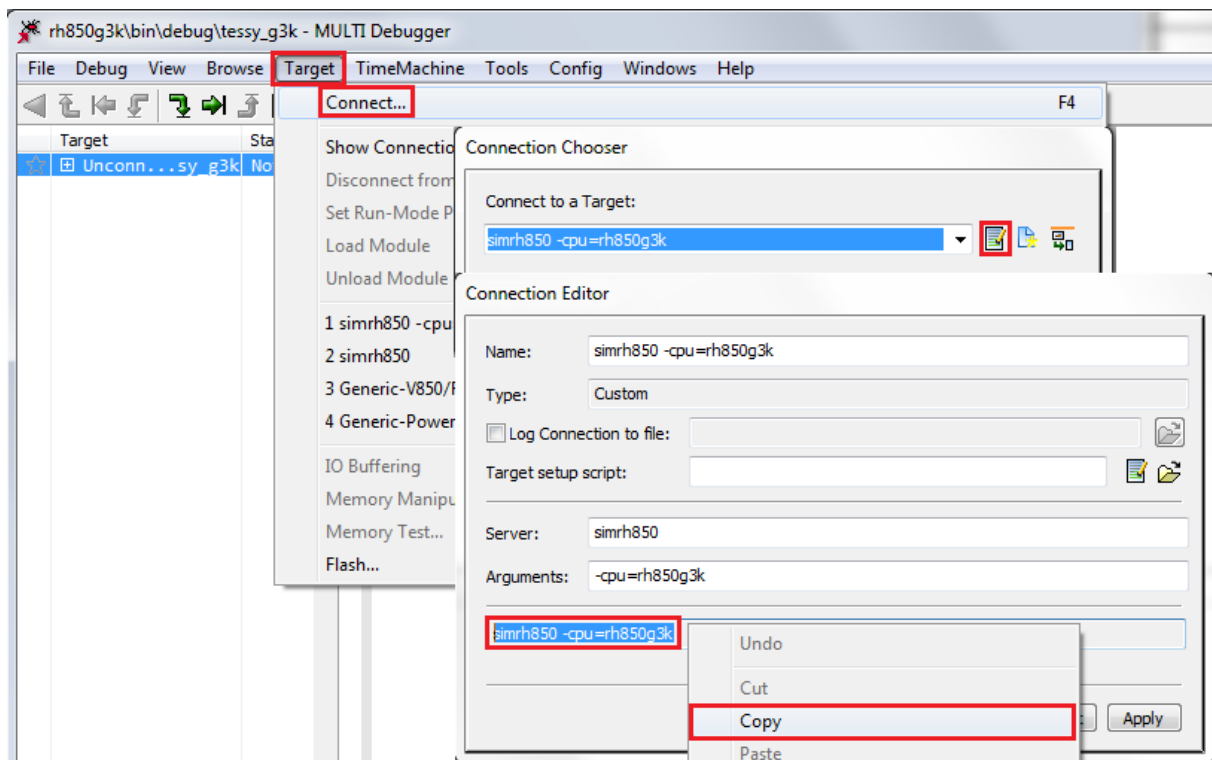 rh850g3k\bin\debug\tessy_g3k - MULTI Debugger
File Debug View Browse Target TimeMachine Tools Config Windows Help
Connect... F4
Target Sta
Unconn...sy_g3k No
Show Connectio
Disconnect from
Set Run-Mode P
Load Module
Unload Module
1 simrh850 -cpu
2 simrh850
3 Generic-V850/
4 Generic-Power
IO Buffering
Memory Manipu
Memory Test...
Flash...
Connection Chooser
Connect to a Target:
simrh850 -cpu=rh850g3k
Connection Editor
Name: simrh850 -cpu=rh850g3k
Type: Custom
Log Connection to file:
Target setup script:
Server: simrh850
Arguments: -cpu=rh850g3k
simrh850 -cpu=rh850g3k
Undo
Cut
Copy
Paste
Apply